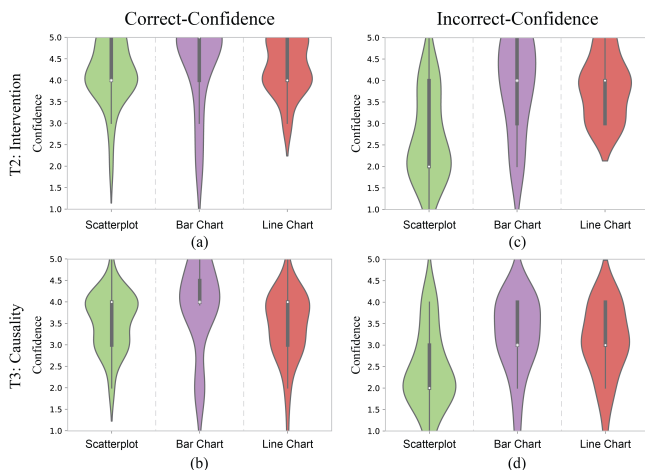 Correct-Confidence
Incorrect-Confidence
T2: Intervention
Confidence
5.0
4.5
4.0
3.5
3.0
2.5
2.0
1.5
1.0
Scatterplot Bar Chart Line Chart
(a)
Confidence
5.0
4.5
4.0
3.5
3.0
2.5
2.0
1.5
1.0
Scatterplot Bar Chart Line Chart
(c)
T3: Causality
Confidence
5.0
4.5
4.0
3.5
3.0
2.5
2.0
1.5
1.0
Scatterplot Bar Chart Line Chart
(b)
Confidence
5.0
4.5
4.0
3.5
3.0
2.5
2.0
1.5
1.0
Scatterplot Bar Chart Line Chart
(d)